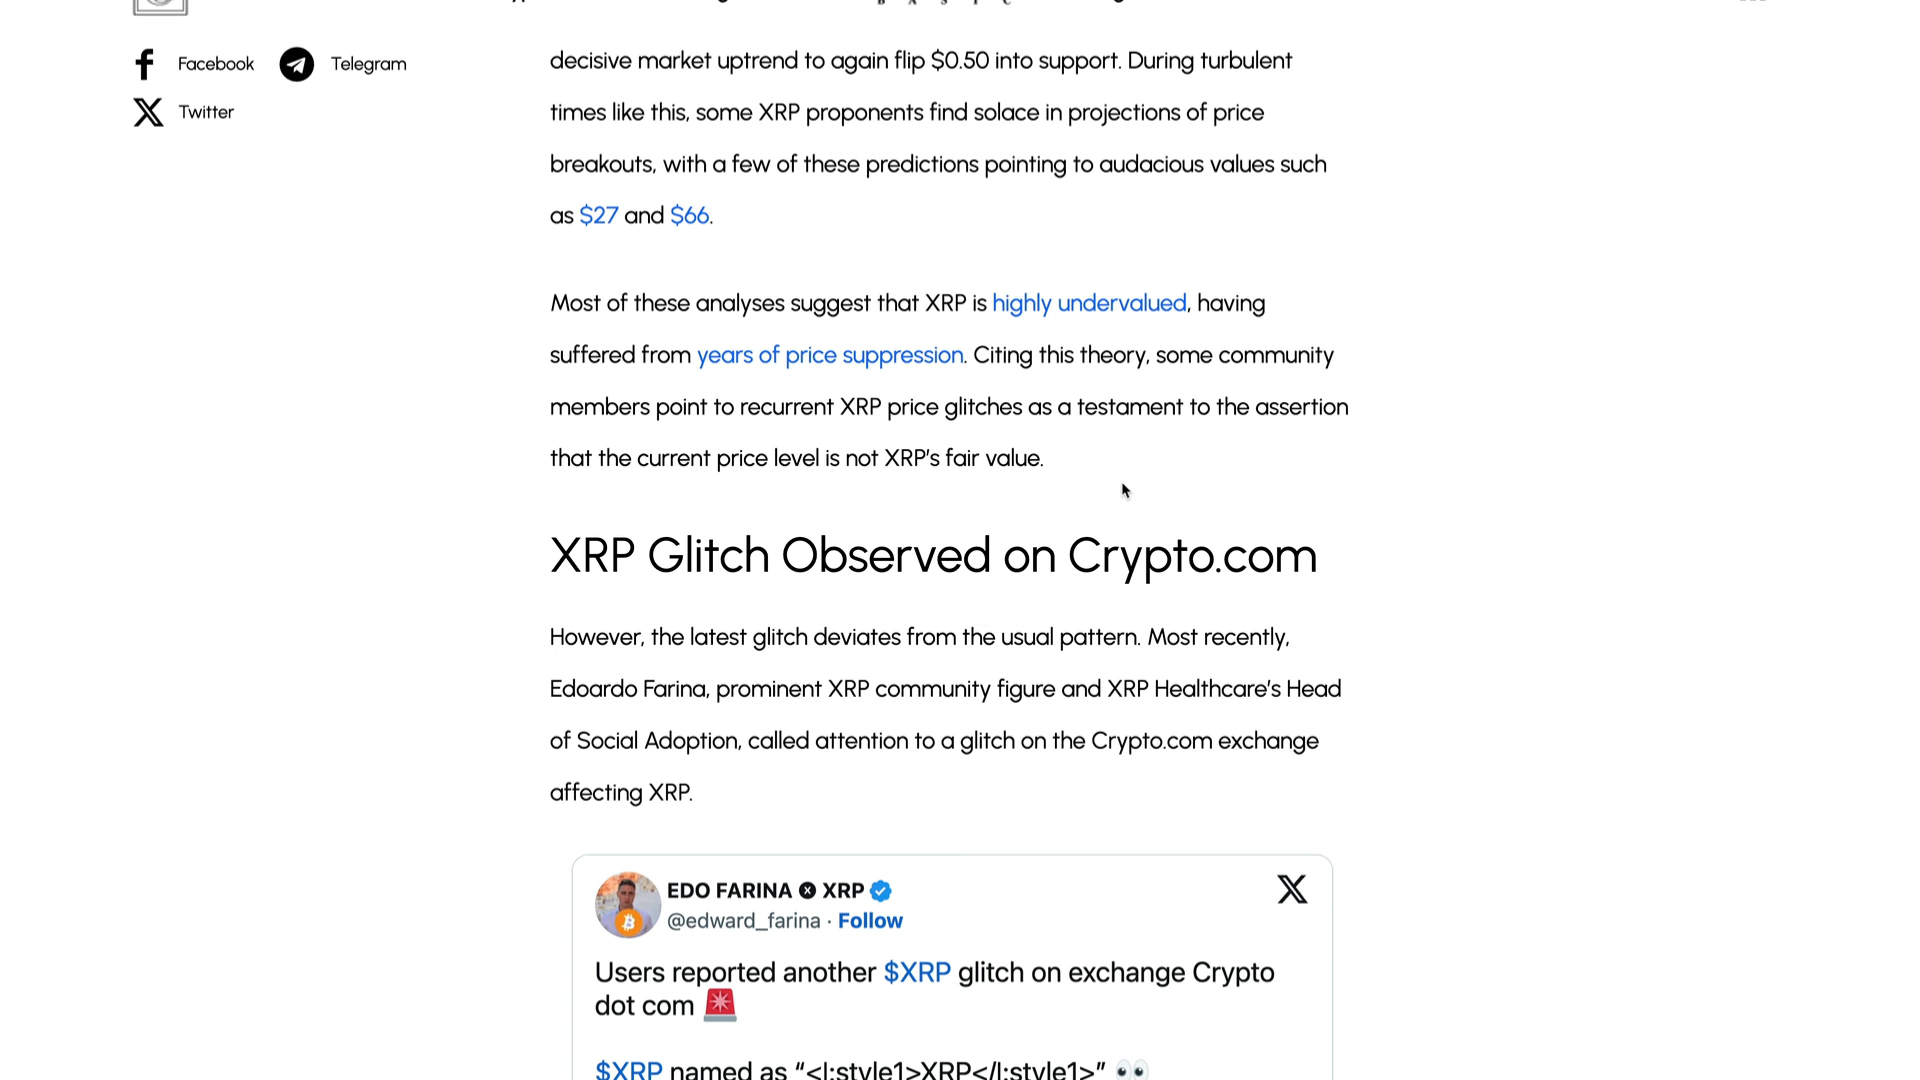 Facebook
Telegram
Twitter
decisive market uptrend to again flip $0.50 into support. During turbulent
times like this, some XRP proponents find solace in projections of price
breakouts, with a few of these predictions pointing to audacious values such
as $27 and $66.
Most of these analyses suggest that XRP is highly undervalued, having
suffered from years of price suppression. Citing this theory, some community
members point to recurrent XRP price glitches as a testament to the assertion
that the current price level is not XRP's fair value.
XRP Glitch Observed on Crypto.com
However, the latest glitch deviates from the usual pattern. Most recently,
Edoardo Farina, prominent XRP community figure and XRP Healthcare's Head
of Social Adoption, called attention to a glitch on the Crypto.com exchange
affecting XRP.
EDO FARINA XRP
@edward_farina · Follow
Users reported another $XRP glitch on exchange Crypto
dot com 🚨
$XRP named as “<l:style1>XRP</l:style1>” 👀